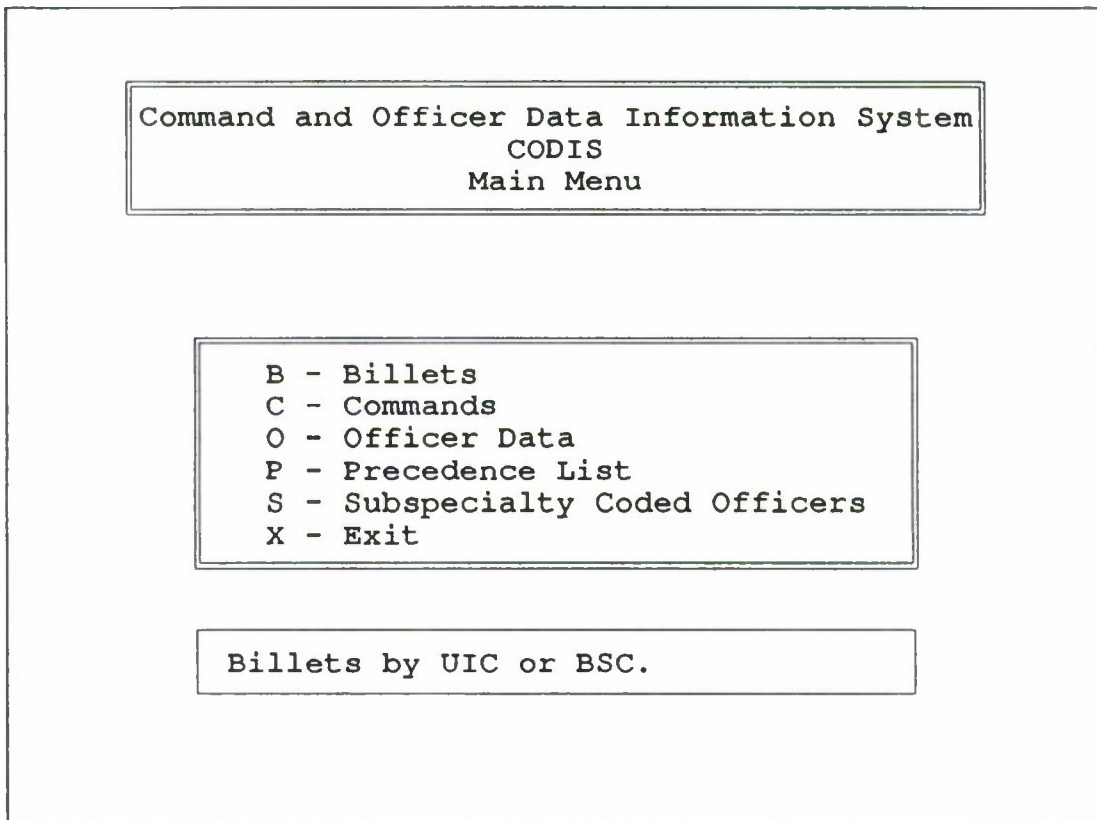 Command and Officer Data Information System
CODIS
Main Menu
B - Billets
C - Commands
O - Officer Data
P - Precedence List
S - Subspecialty Coded Officers
X - Exit
Billets by UIC or BSC.